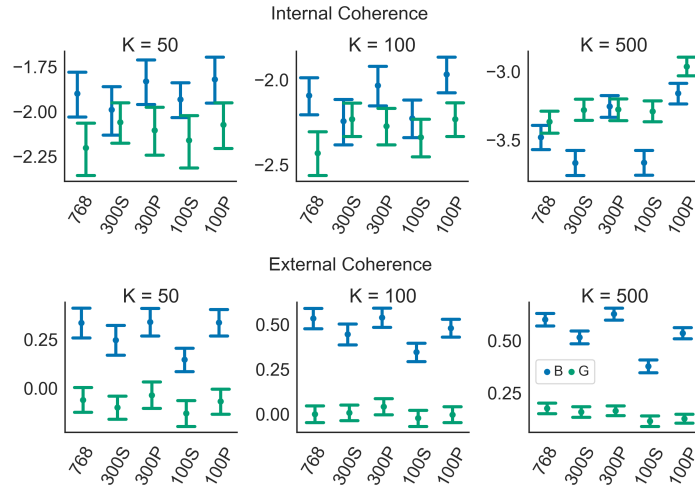 Internal Coherence
K = 50
K = 100
K = 500
−1.75
−2.00
−2.25
−2.0
−2.5
−3.0
−3.5
768
300S
300P
100S
100P
768
300S
300P
100S
100P
768
300S
300P
100S
100P
External Coherence
K = 50
K = 100
K = 500
0.25
0.00
0.50
0.25
0.00
0.50
0.25
B
G
768
300S
300P
100S
100P
768
300S
300P
100S
100P
768
300S
300P
100S
100P